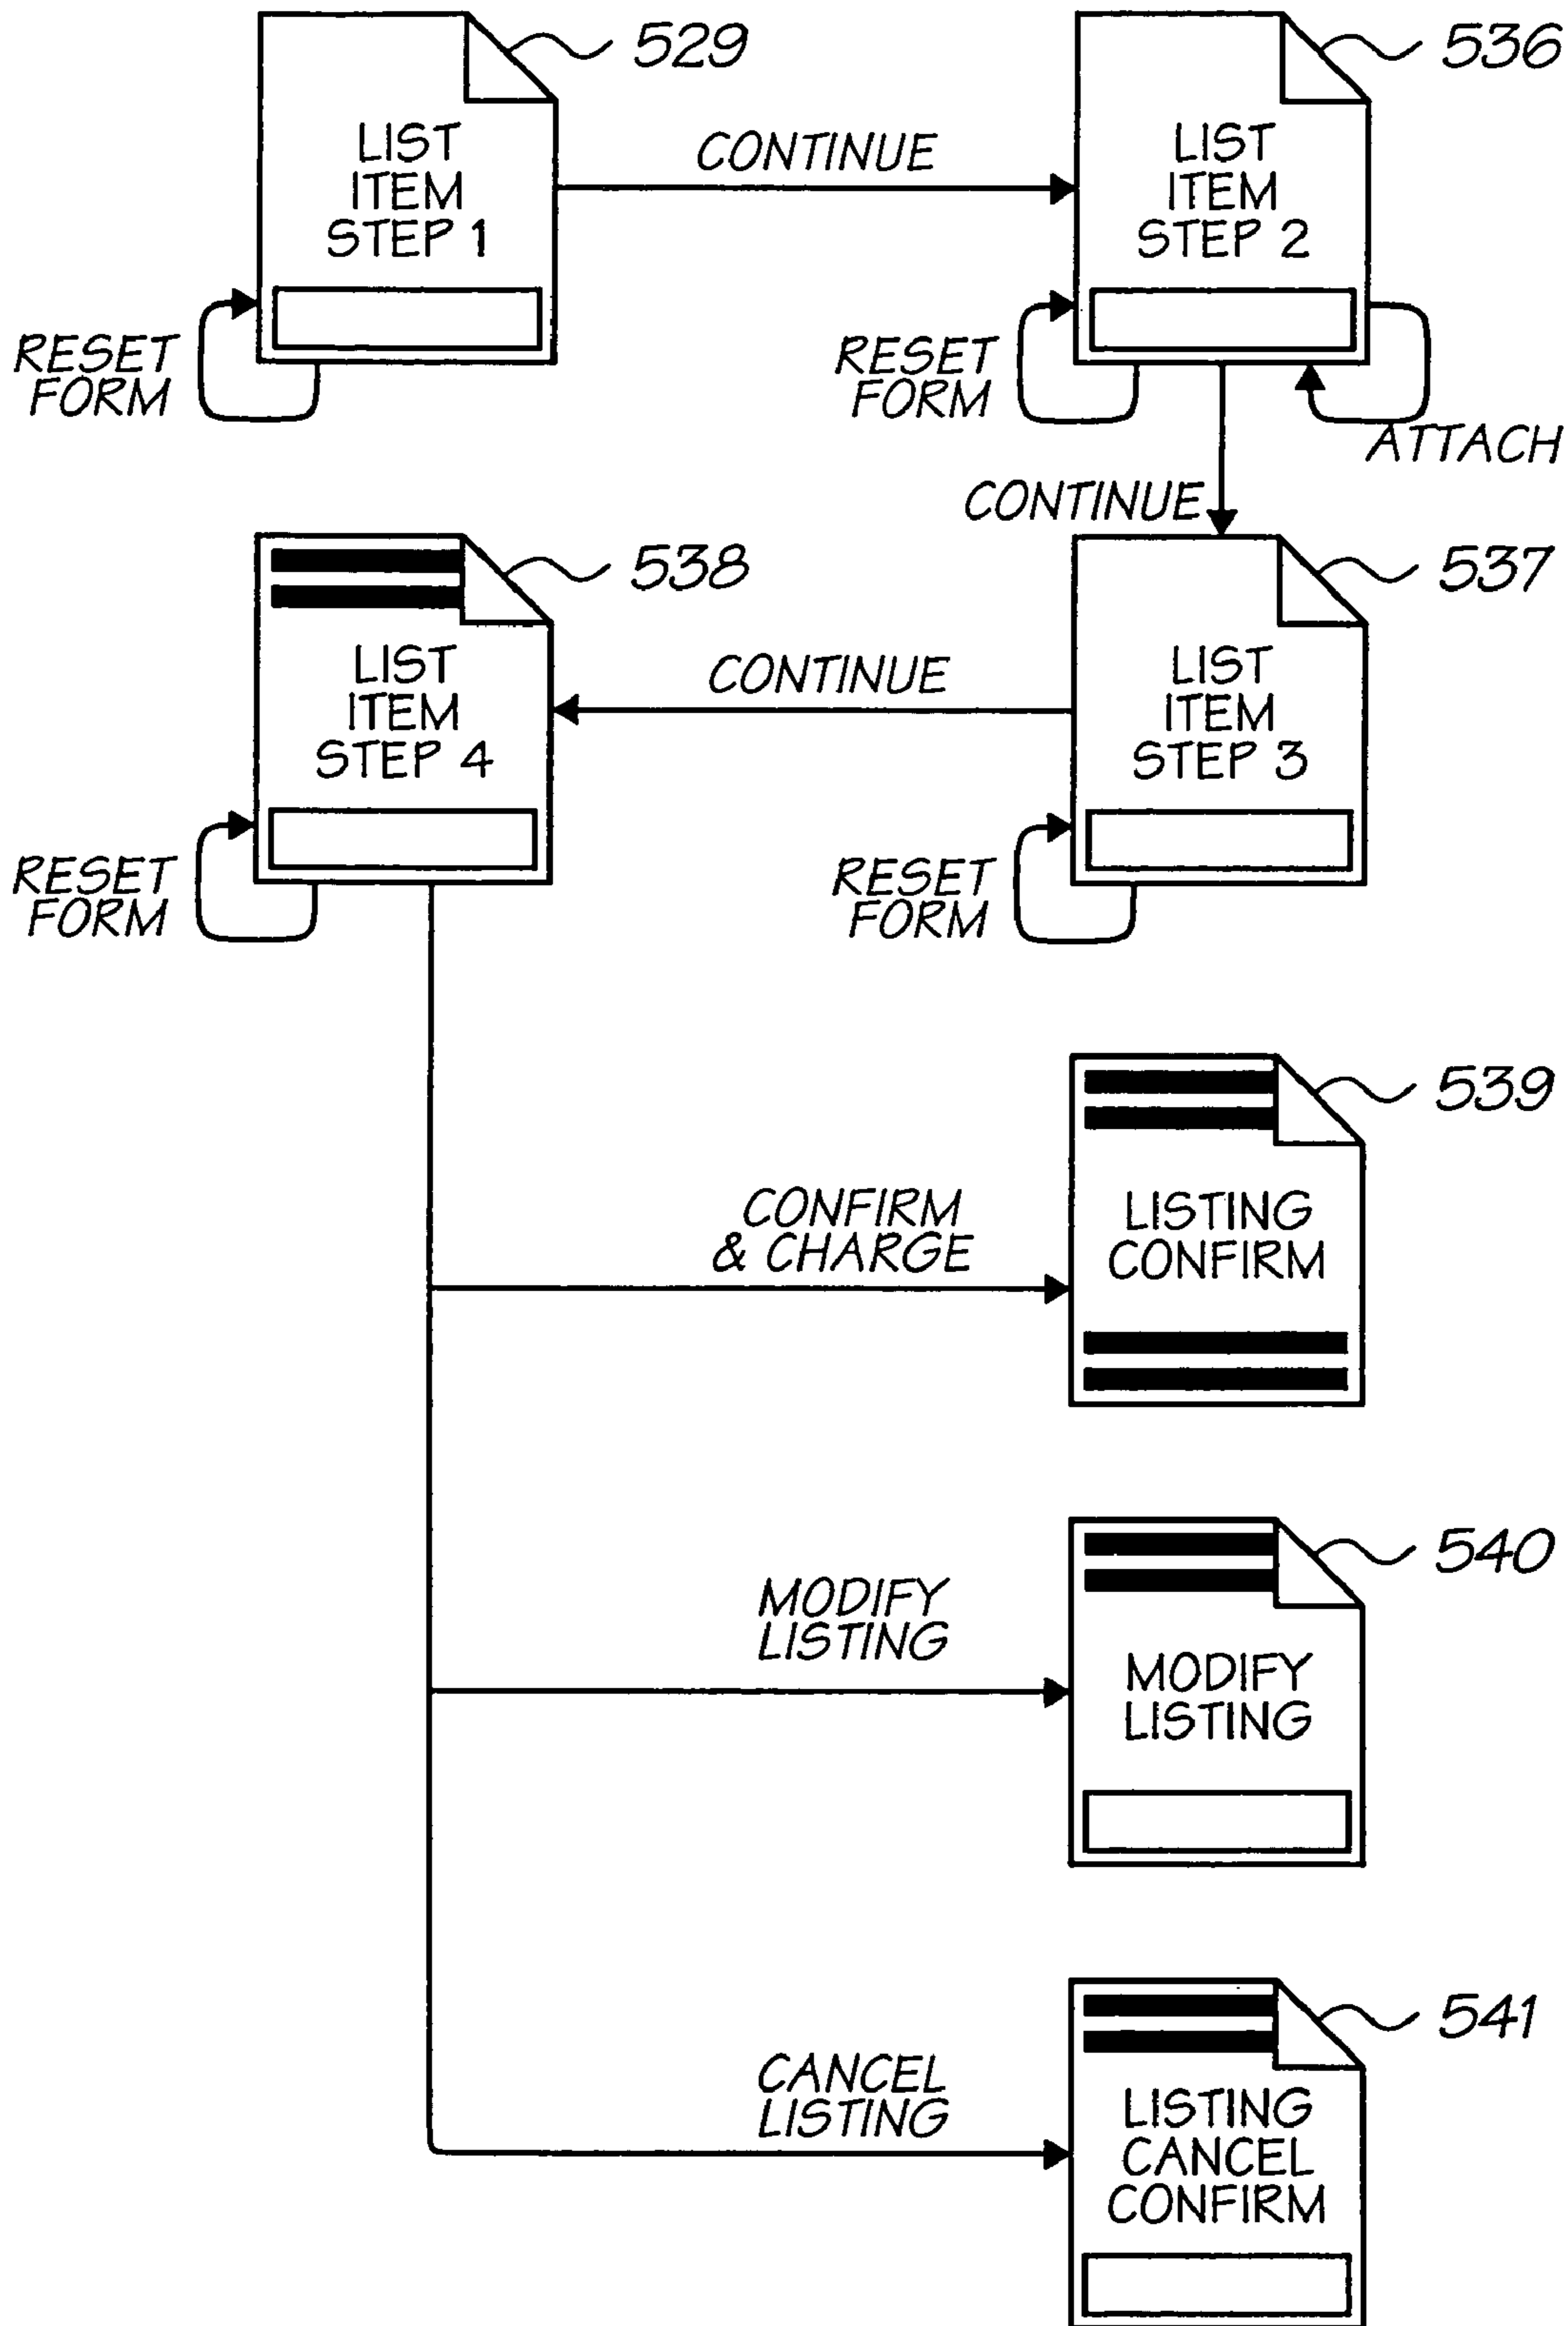 529
LIST
ITEM
STEP 1
CONTINUE
536
LIST
ITEM
STEP 2
RESET
FORM
RESET
FORM
ATTACH
CONTINUE
538
LIST
ITEM
STEP 4
CONTINUE
537
LIST
ITEM
STEP 3
RESET
FORM
RESET
FORM
539
CONFIRM
& CHARGE
LISTING
CONFIRM
540
MODIFY
LISTING
MODIFY
LISTING
541
CANCEL
LISTING
LISTING
CANCEL
CONFIRM